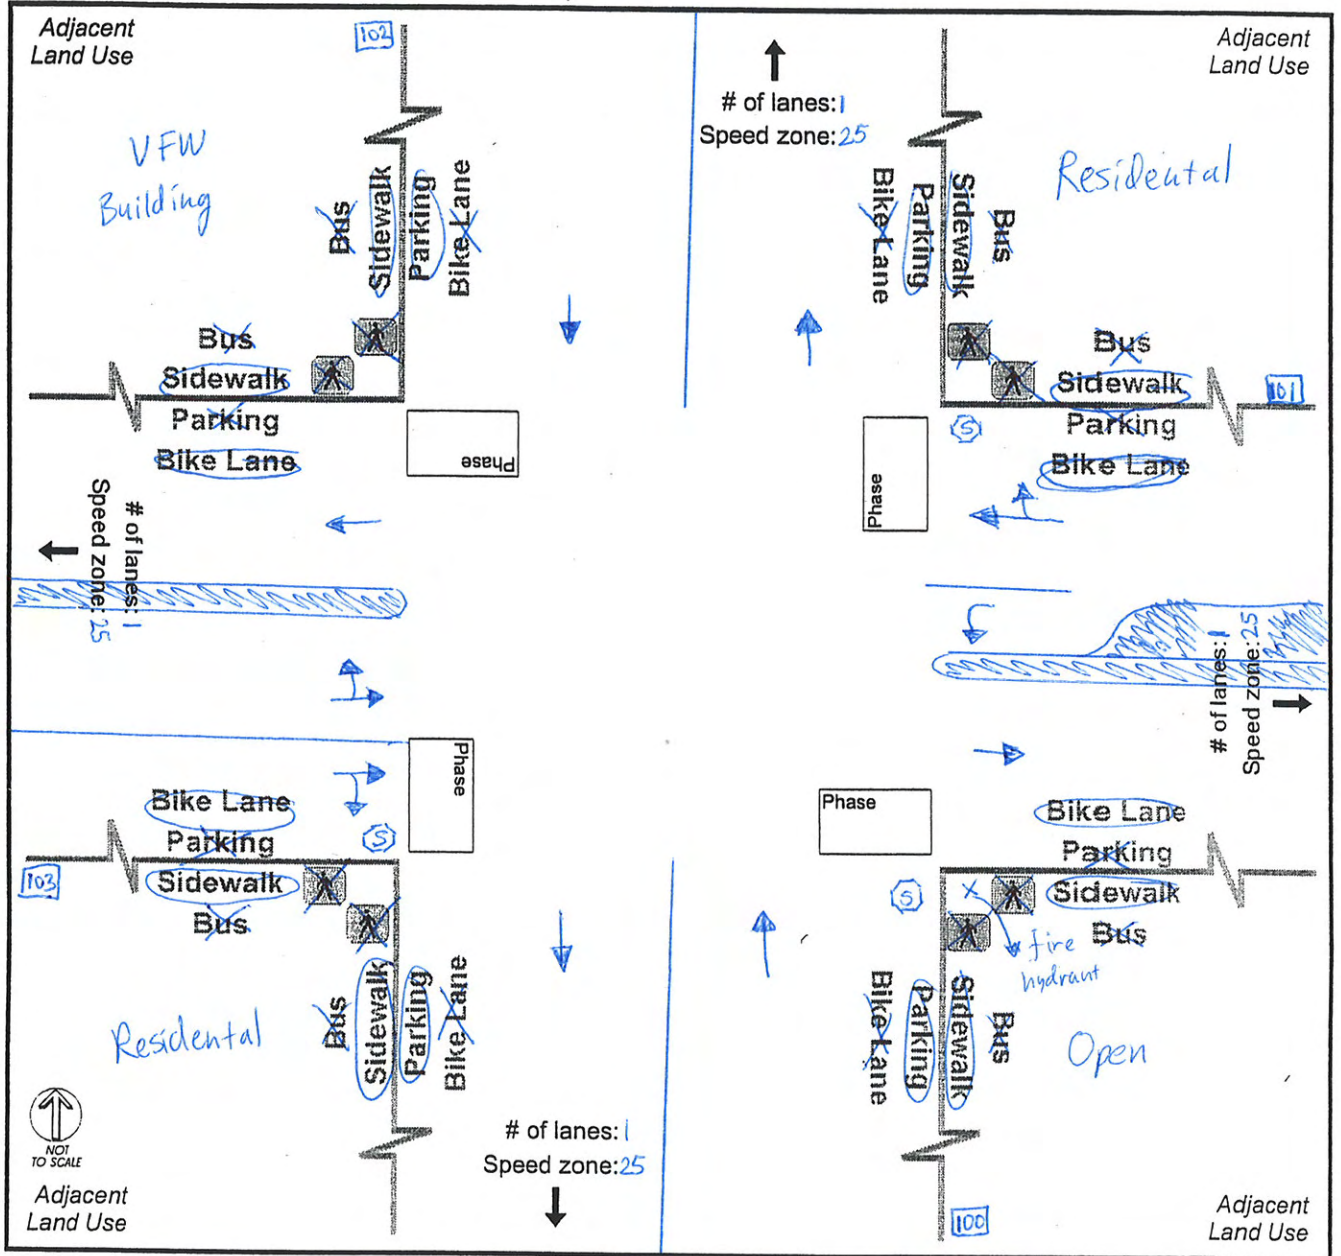 Adjacent
Land Use
102
VFW
Building
Bus
Sidewalk
Parking
Bike Lane
Bus
Sidewalk
Parking
Bike Lane
Phase
# of lanes: 1
Speed zone: 25
Adjacent
Land Use
Residental
Bike Lane
Parking
Sidewalk
Bus
Bus
Sidewalk
Parking
Bike Lane
101
S
Phase
# of lanes: 1
Speed zone: 25
# of lanes: 1
Speed zone: 25
Phase
Bike Lane
Parking
Sidewalk
Bus
S
103
Bus
Sidewalk
Parking
Bike Lane
Residental
NOT
TO SCALE
Adjacent
Land Use
# of lanes: 1
Speed zone: 25
Phase
Bike Lane
Parking
Sidewalk
Bus
S
fire
hydrant
Bike Lane
Parking
Sidewalk
Bus
Open
100
Adjacent
Land Use